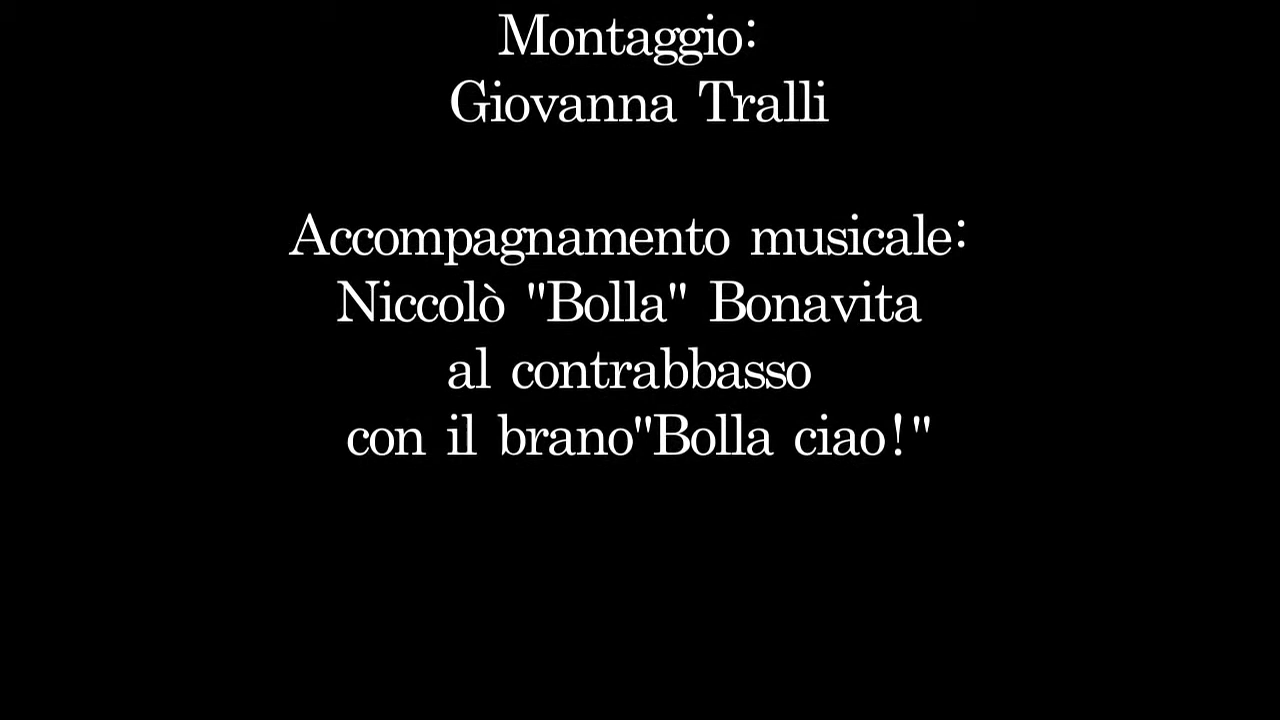 Montaggio:
Giovanna Tralli
Accompagnamento musicale:
Niccolò "Bolla" Bonavita
al contrabbasso
con il brano"Bolla ciao!"